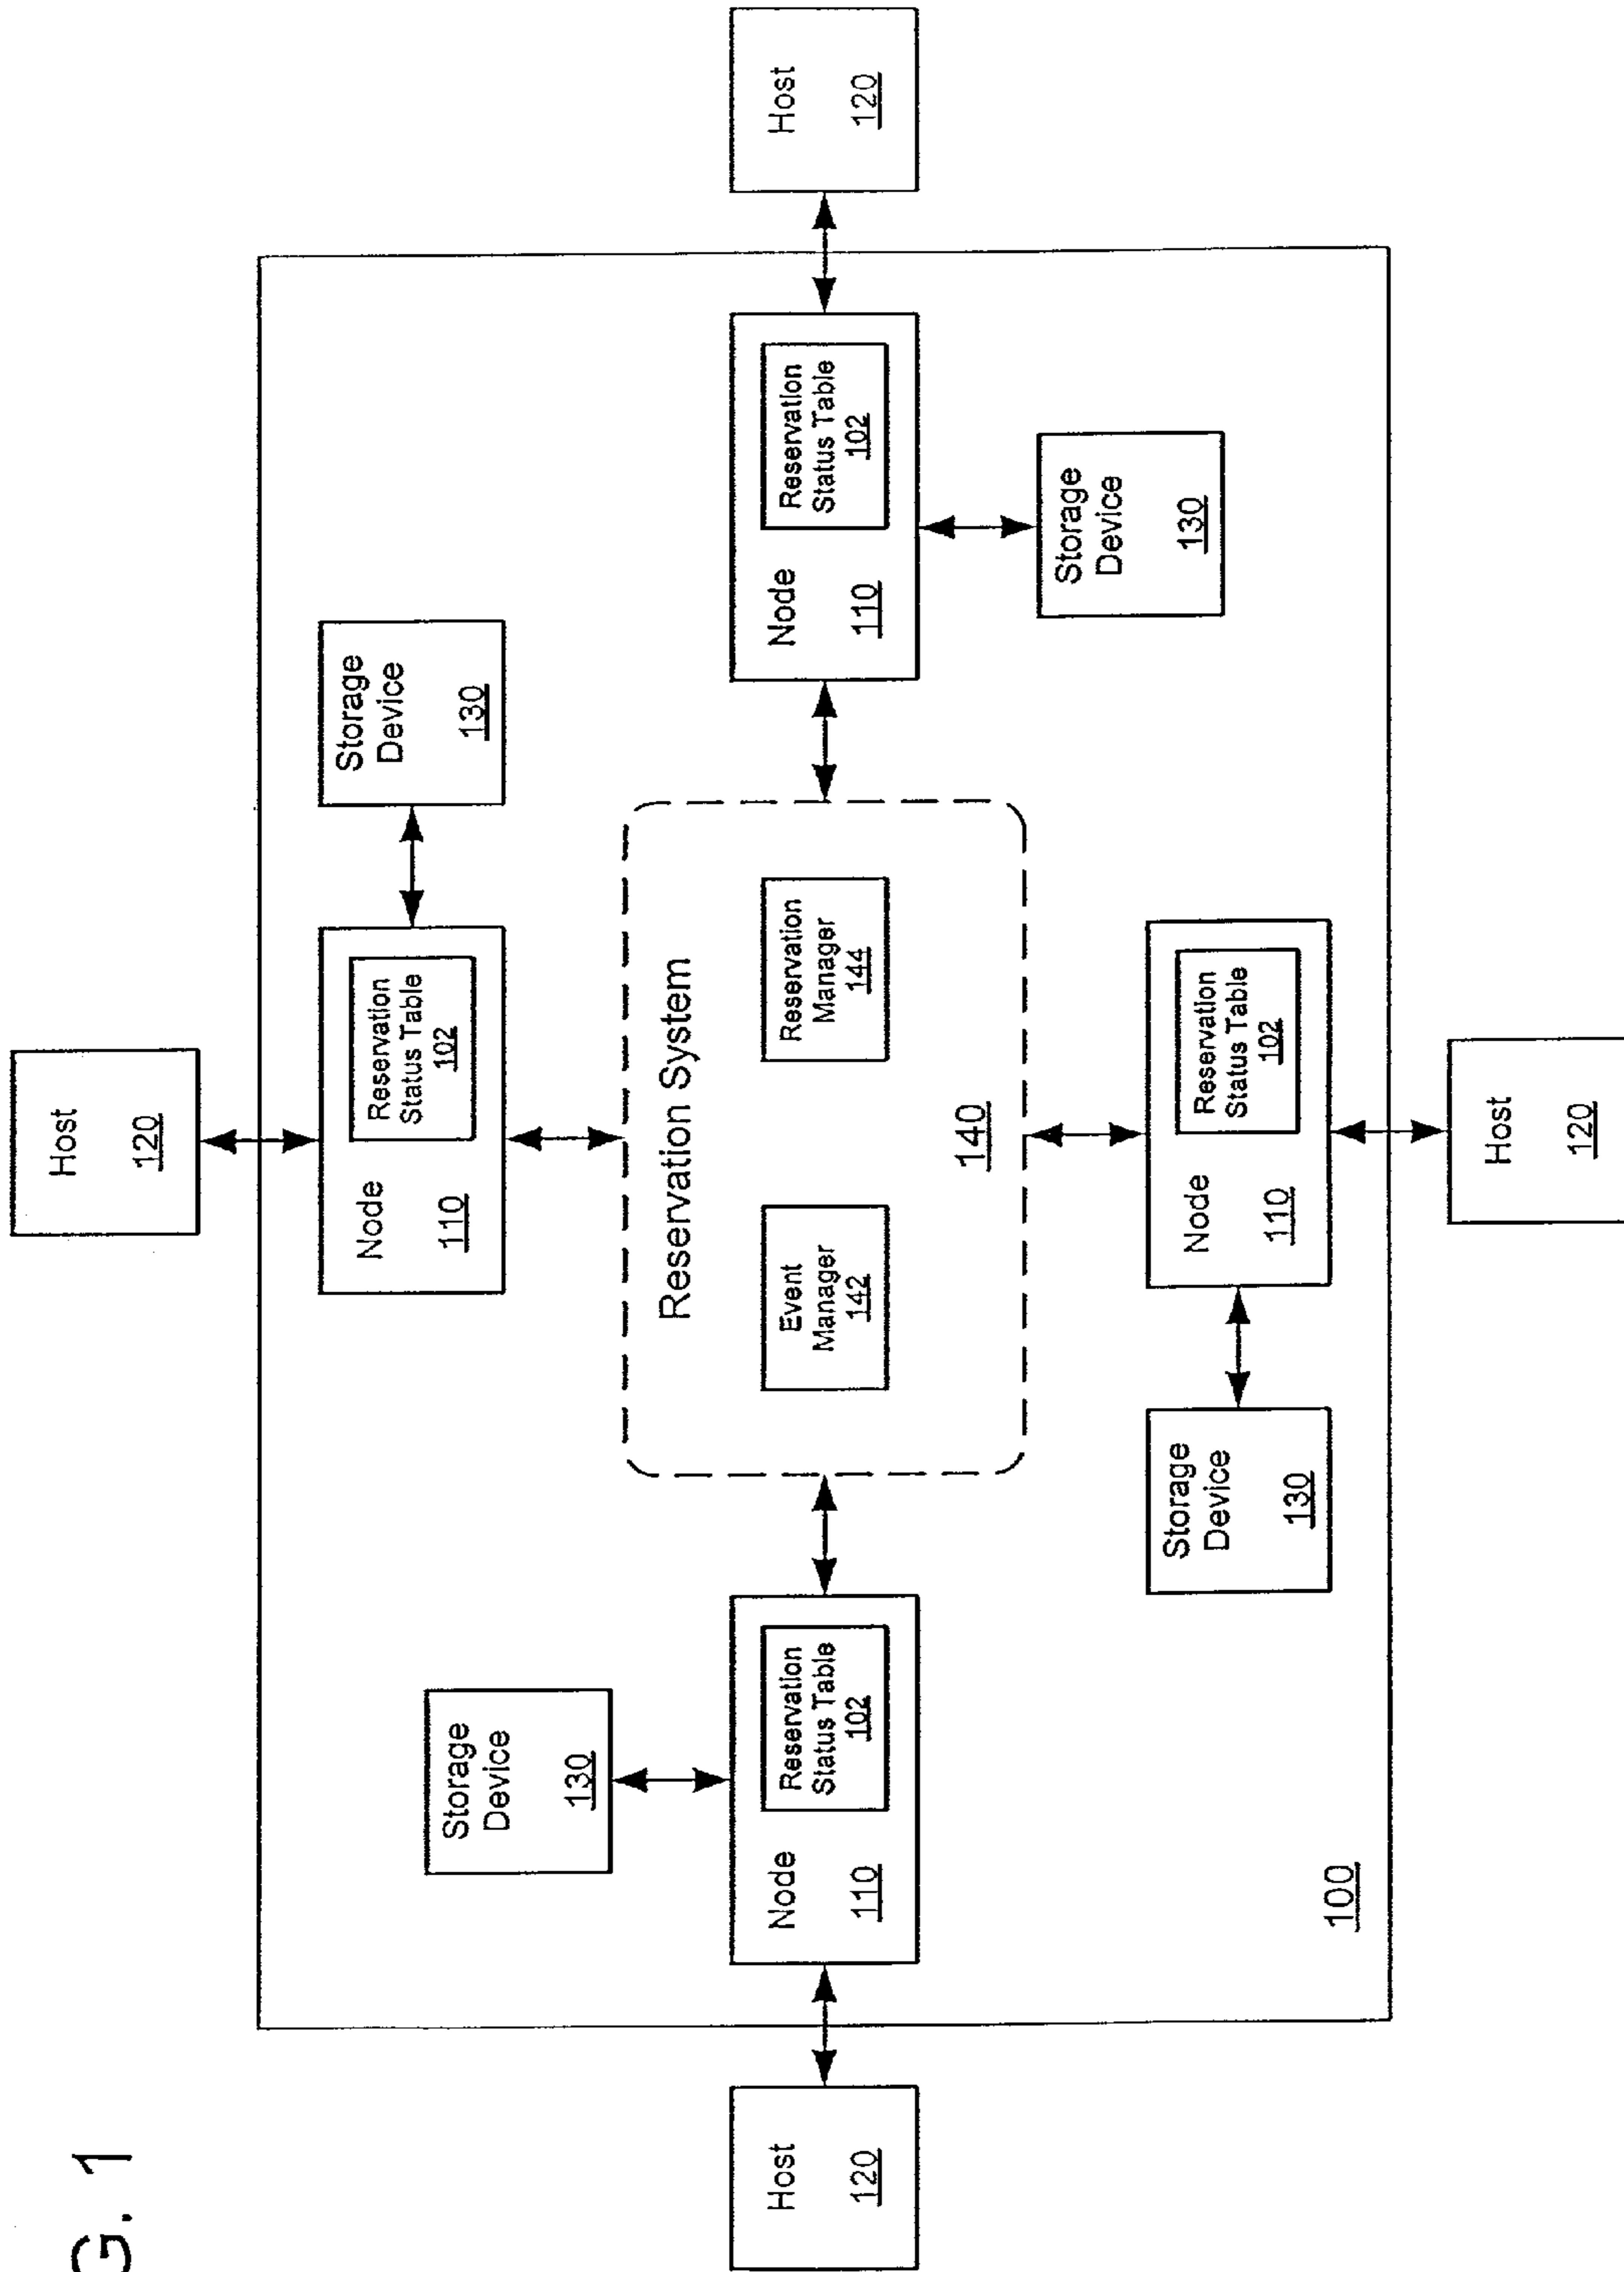 G. 1
Host
120
Node
110
Reservation
Status Table
102
Storage
Device
130
Storage
Device
130
Reservation System
Host
120
Node
110
Reservation
Status Table
102
Event
Manager
142
Reservation
Manager
144
140
Node
110
Reservation
Status Table
102
Host
120
Storage
Device
130
Storage
Device
130
Node
110
Reservation
Status Table
102
100
Host
120